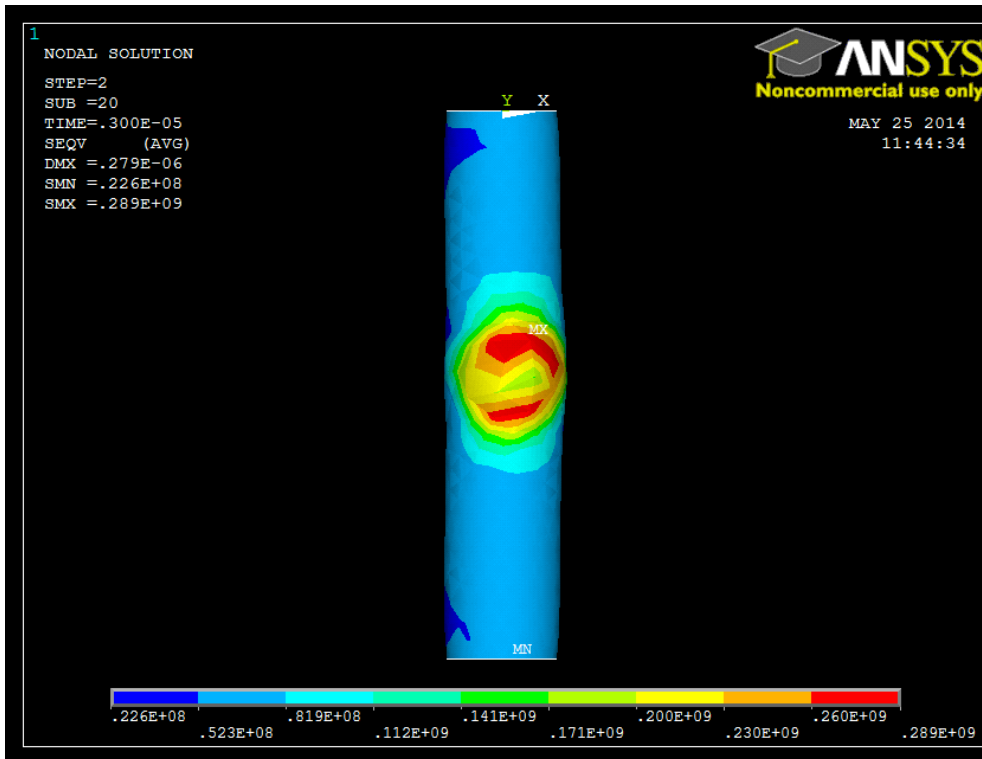 1
NODAL SOLUTION
STEP=2
SUB =20
TIME=.300E-05
SEQV (AVG)
DMX =.279E-06
SMN =.226E+08
SMX =.289E+09
ANSYS
Noncommercial use only
MAY 25 2014
11:44:34
Y X
MX
MN
.226E+08 .819E+08 .141E+09 .200E+09 .260E+09
.523E+08 .112E+09 .171E+09 .230E+09 .289E+09